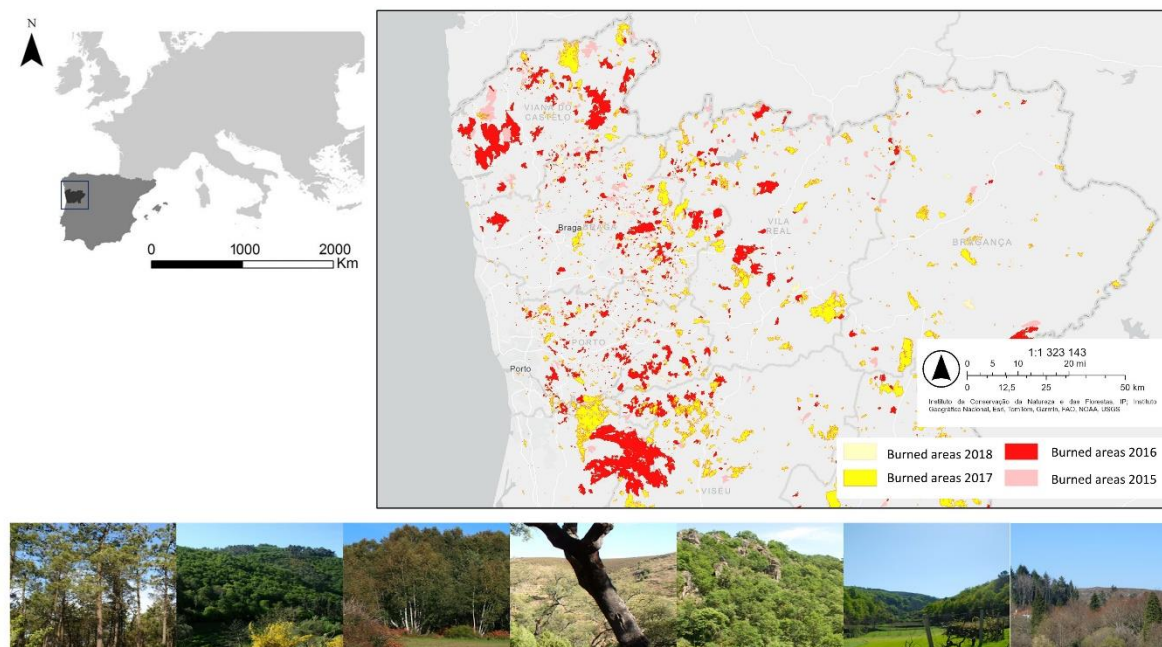 N
0 1000 2000
Km
VIANA DO
CASTELO
Braga
BRAGA
VILA
REAL
BRAGANÇA
PORTO
Porto
VISEU
1:1 323 143
0 5 10 20 mi
0 12,5 25 50 km
Instituto da Conservação da Natureza e das Florestas, IP; Instituto
Geográfico Nacional, Esri, TomTom, Garmin, FAO, NOAA, USGS
Burned areas 2018
Burned areas 2016
Burned areas 2017
Burned areas 2015